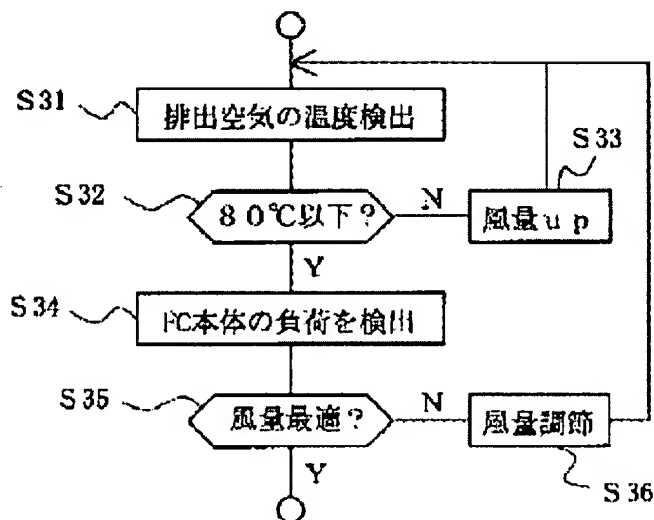 S31
排出空気の温度検出
S33
S32
80℃以下?
N
風量up
Y
S34
FC本体の負荷を検出
S35
風量最適?
N
風量調節
Y
S36